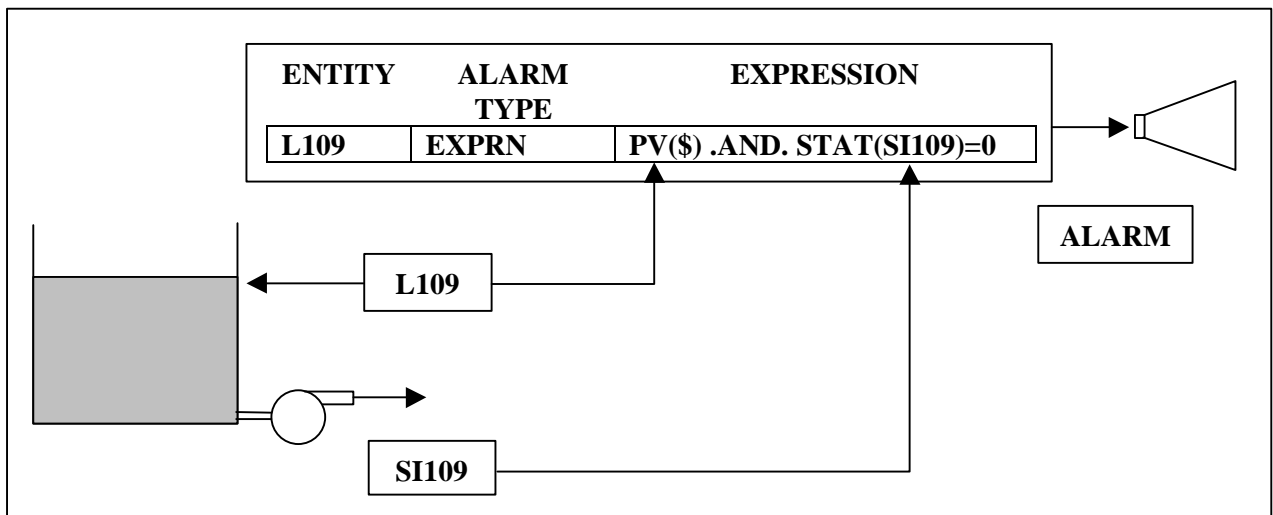 ENTITY ALARM EXPRESSION
TYPE
L109 EXPRN PV($) .AND. STAT(SI109)=0
ALARM
L109
SI109